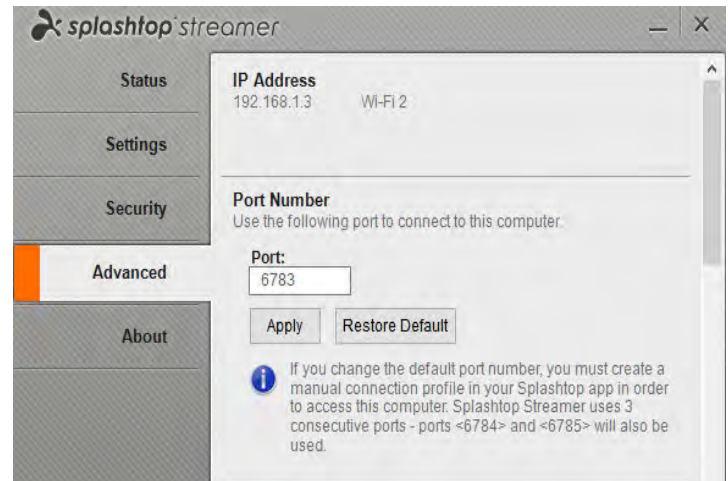 splashtop streamer
Status
Settings
Security
Advanced
About
IP Address
192.168.1.3 Wi-Fi 2
Port Number
Use the following port to connect to this computer.
Port:
6783
Apply Restore Default
If you change the default port number, you must create a
manual connection profile in your Splashtop app in order
to access this computer. Splashtop Streamer uses 3
consecutive ports - ports <6784> and <6785> will also be
used.